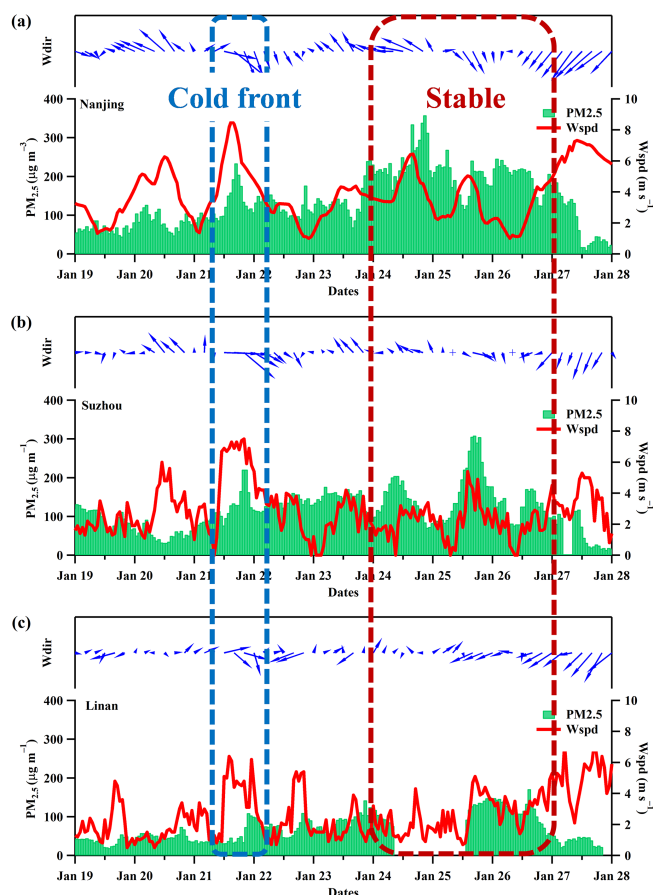 (a)
Wdir
Cold front
Stable
Nanjing
PM2.5
Wspd
PM2.5 (μg m−3)
400
300
200
100
0
10
8
6
4
2
0
Wspd (m s−1)
Jan 19 Jan 20 Jan 21 Jan 22 Jan 23 Jan 24 Jan 25 Jan 26 Jan 27 Jan 28
Dates
(b)
Wdir
Suzhou
PM2.5
Wspd
PM2.5 (μg m−1)
400
300
200
100
0
10
8
6
4
2
0
Wspd (m s−1)
Jan 19 Jan 20 Jan 21 Jan 22 Jan 23 Jan 24 Jan 25 Jan 26 Jan 27 Jan 28
Dates
(c)
Wdir
Linan
PM2.5
Wspd
PM2.5 (μg m−1)
400
300
200
100
0
10
8
6
4
2
0
Wspd (m s−1)
Jan 19 Jan 20 Jan 21 Jan 22 Jan 23 Jan 24 Jan 25 Jan 26 Jan 27 Jan 28
Dates